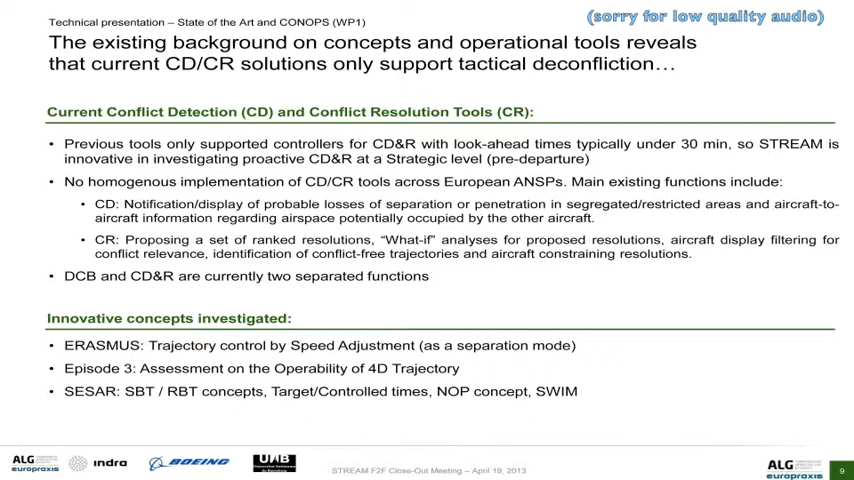 (sorry for low quality audio)
Technical presentation – State of the Art and CONOPS (WP1)
The existing background on concepts and operational tools reveals
that current CD/CR solutions only support tactical deconfliction…
Current Conflict Detection (CD) and Conflict Resolution Tools (CR):
• Previous tools only supported controllers for CD&R with look-ahead times typically under 30 min, so STREAM is
innovative in investigating proactive CD&R at a Strategic level (pre-departure)
• No homogenous implementation of CD/CR tools across European ANSPs. Main existing functions include:
• CD: Notification/display of probable losses of separation or penetration in segregated/restricted areas and aircraft-to-
aircraft information regarding airspace potentially occupied by the other aircraft.
• CR: Proposing a set of ranked resolutions, “What-if” analyses for proposed resolutions, aircraft display filtering for
conflict relevance, identification of conflict-free trajectories and aircraft constraining resolutions.
• DCB and CD&R are currently two separated functions
Innovative concepts investigated:
• ERASMUS: Trajectory control by Speed Adjustment (as a separation mode)
• Episode 3: Assessment on the Operability of 4D Trajectory
• SESAR: SBT / RBT concepts, Target/Controlled times, NOP concept, SWIM
ALG
europraxis
indra
BOEING
UAB
STREAM F2F Close-Out Meeting – April 19, 2013
ALG
europraxis
9